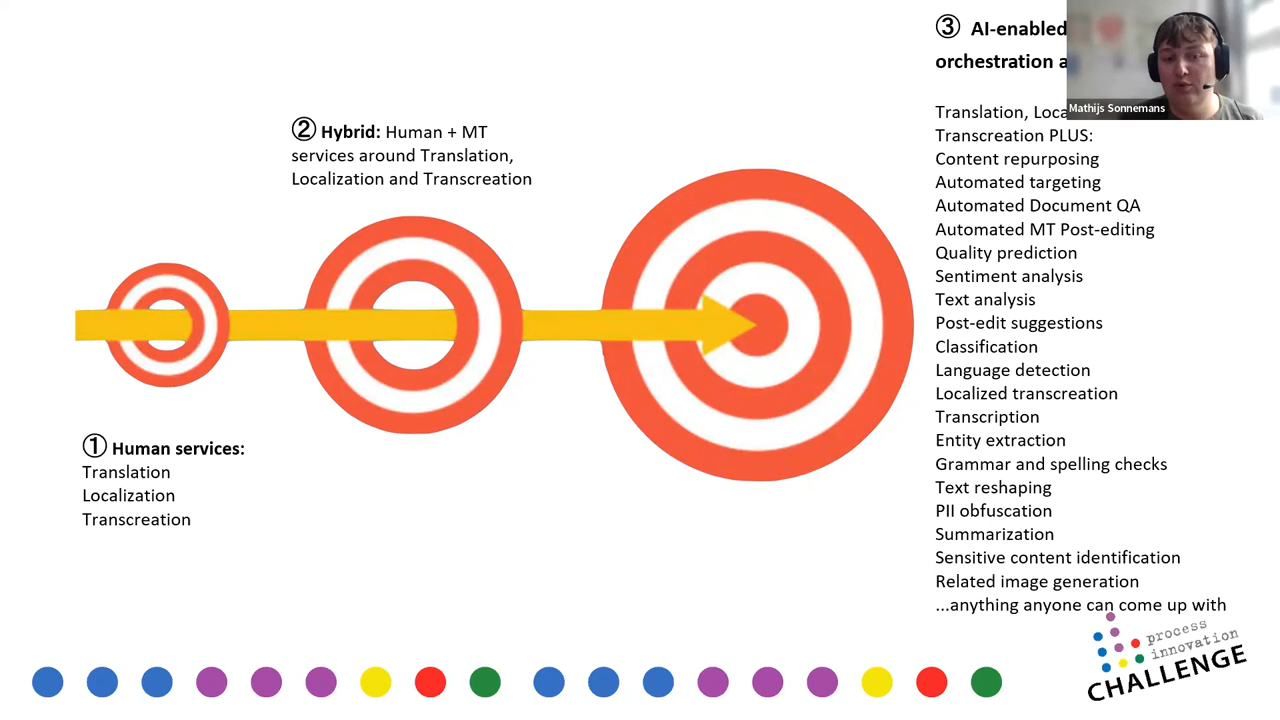 ① Human services:
Translation
Localization
Transcreation
② Hybrid: Human + MT
services around Translation,
Localization and Transcreation
③ AI-enabled
orchestration
Translation,
Transcreation PLUS:
Content repurposing
Automated targeting
Automated Document QA
Automated MT Post-editing
Quality prediction
Sentiment analysis
Text analysis
Post-edit suggestions
Classification
Language detection
Localized transcreation
Transcription
Entity extraction
Grammar and spelling checks
Text reshaping
PII obfuscation
Summarization
Sensitive content identification
Related image generation
...anything anyone can come up with
Mathijs Sonnemans
process
innovation
CHALLENGE